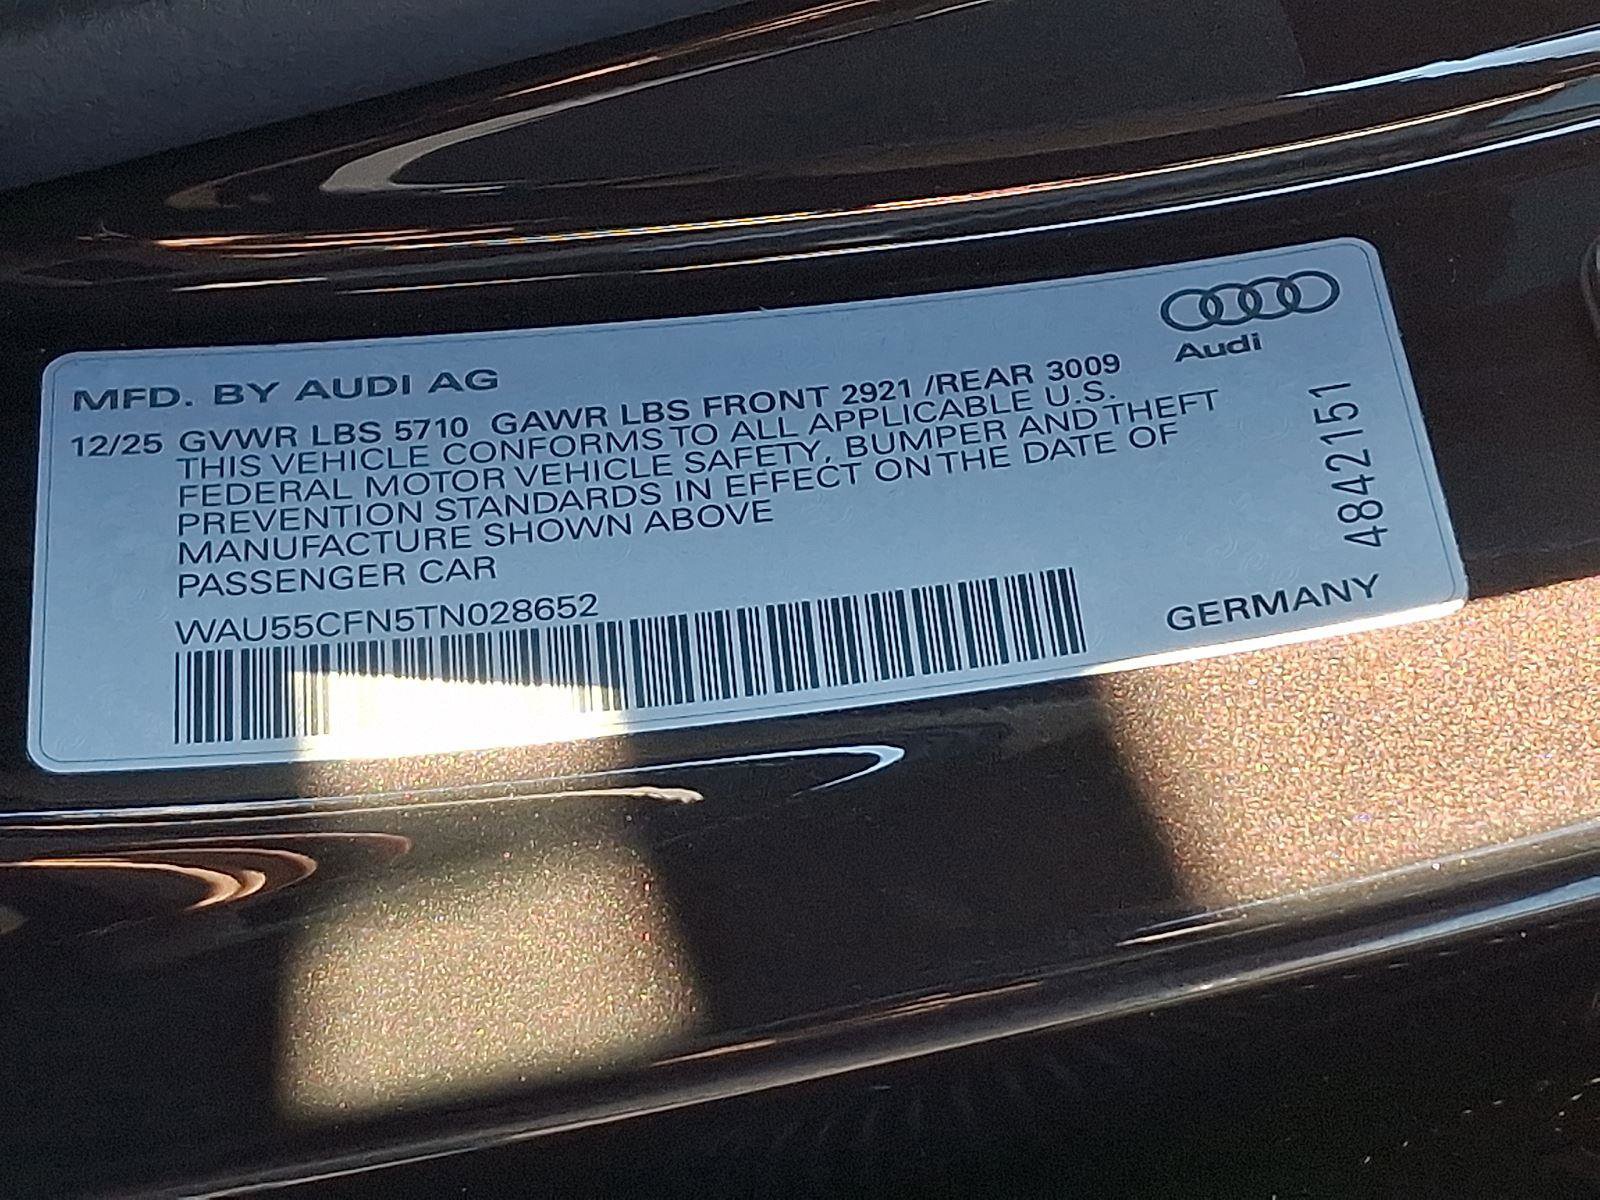 Audi
MFD. BY AUDI AG
12/25 GVWR LBS 5710 GAWR LBS FRONT 2921 /REAR 3009
THIS VEHICLE CONFORMS TO ALL APPLICABLE U.S.
FEDERAL MOTOR VEHICLE SAFETY, BUMPER AND THEFT
PREVENTION STANDARDS IN EFFECT ON THE DATE OF
MANUFACTURE SHOWN ABOVE
PASSENGER CAR
WAU55CFN5TN028652
GERMANY
4842151